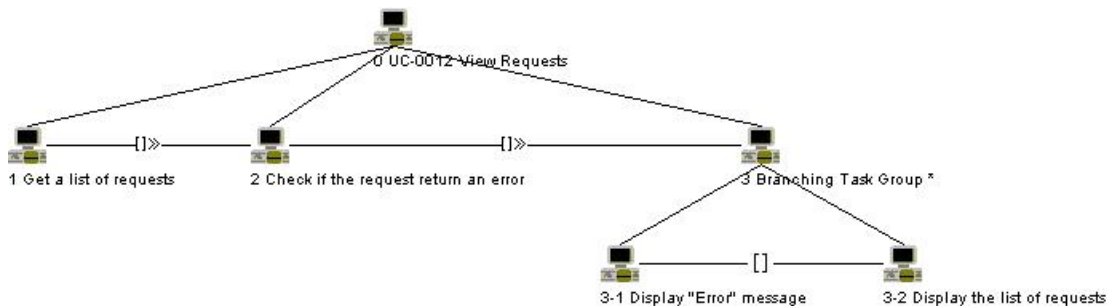 0 UC-0012 View Requests
[]»
[]»
1 Get a list of requests
2 Check if the request return an error
3 Branching Task Group *
[]
3-1 Display "Error" message
3-2 Display the list of requests